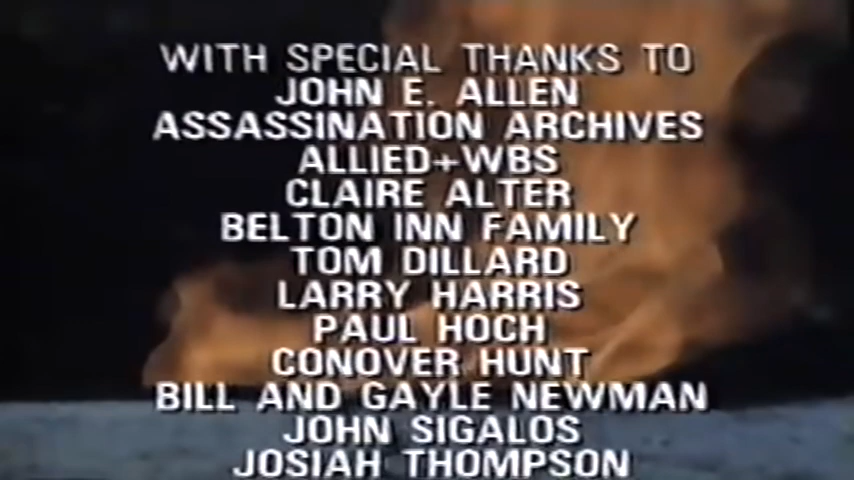 WITH SPECIAL THANKS TO
JOHN E. ALLEN
ASSASSINATION ARCHIVES
ALLIED+WBS
CLAIRE ALTER
BELTON INN FAMILY
TOM DILLARD
LARRY HARRIS
PAUL HOCH
CONOVER HUNT
BILL AND GAYLE NEWMAN
JOHN SIGALOS
JOSIAH THOMPSON